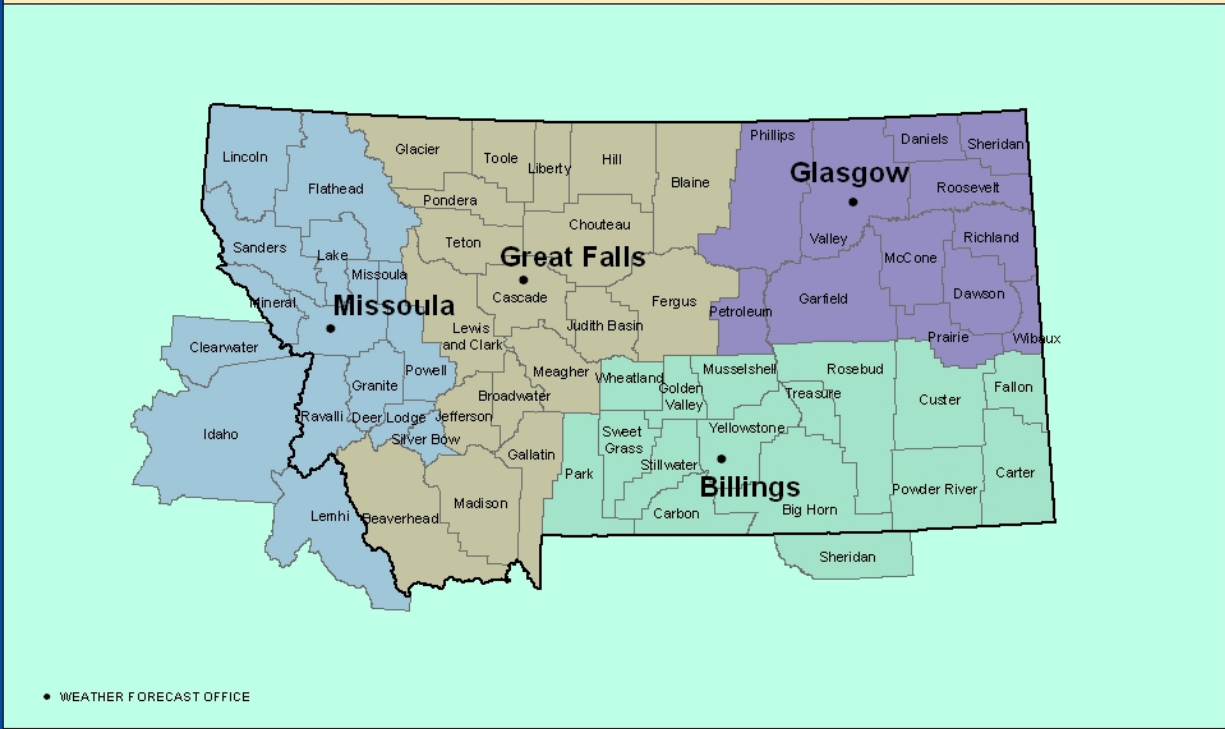 Lincoln
Flathead
Glacier
Toole
Liberty
Hill
Blaine
Phillips
Daniels
Sheridan
Glasgow
Roosevelt
Pondera
Chouteau
Sanders
Lake
Teton
Valley
Richland
Great Falls
McCone
Missoula
Mineral
Missoula
Cascade
Fergus
Petroleum
Garfield
Dawson
Lewis
and Clark
Judith Basin
Prairie
Wibaux
Clearwater
Granite
Powell
Meagher
Wheatland
Golden
Valley
Musselshell
Rosebud
Treasure
Custer
Fallon
Broadwater
Idaho
Ravalli
Deer Lodge
Jefferson
Silver Bow
Gallatin
Sweet
Grass
Yellowstone
Park
Stillwater
Billings
Powder River
Carter
Lemhi
Beaverhead
Madison
Carbon
Big Horn
Sheridan
WEATHER FORECAST OFFICE